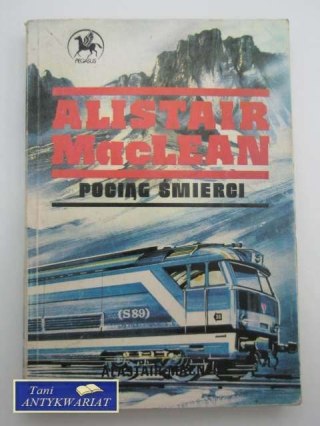 PEGASUS
ALISTAIR
MacLEAN
POCIĄG ŚMIERCI
(S89)
ALASTAIR MacNEILL
Tani
ANTYKWARIAT